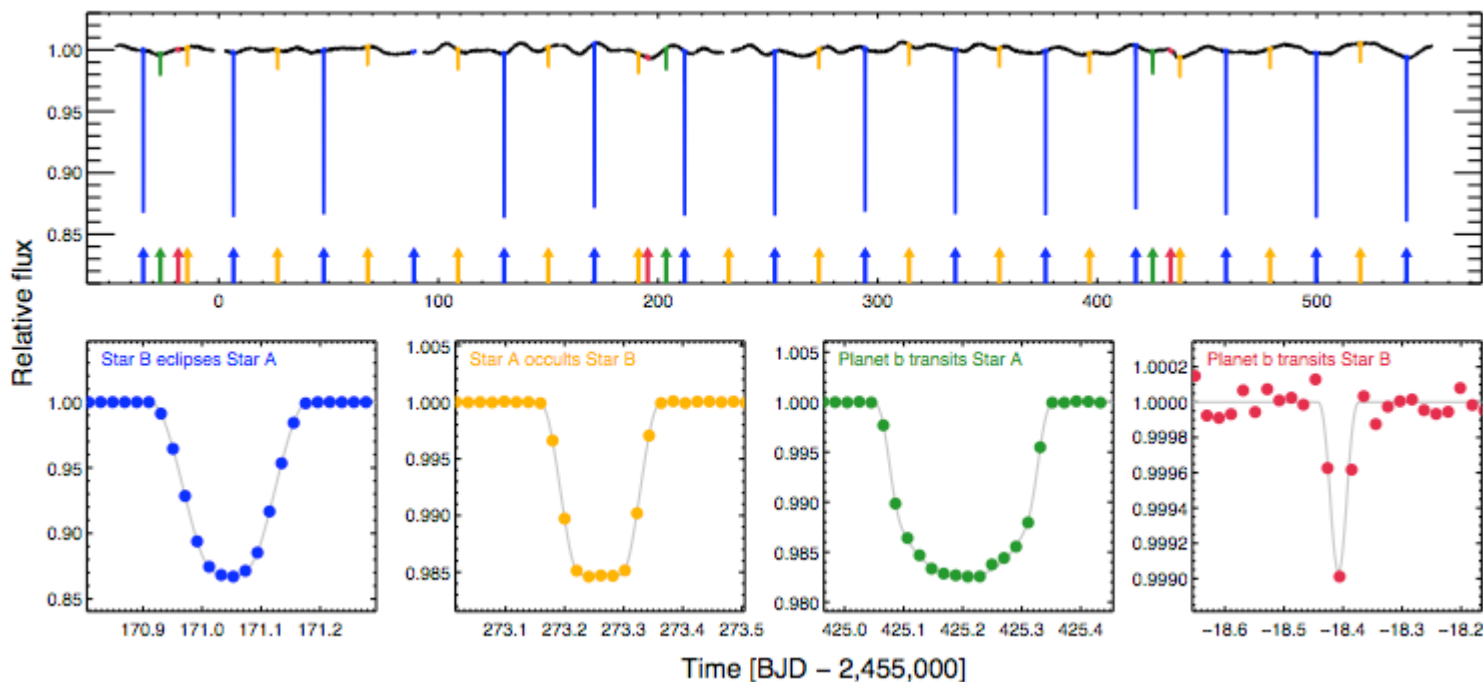 Relative flux
1.00
0.95
0.90
0.85
0 100 200 300 400 500
Star B eclipses Star A
1.00
0.95
0.90
0.85
170.9 171.0 171.1 171.2
Star A occults Star B
1.005
1.000
0.995
0.990
0.985
273.1 273.2 273.3 273.4 273.5
Planet b transits Star A
1.005
1.000
0.995
0.990
0.985
0.980
425.0 425.1 425.2 425.3 425.4
Planet b transits Star B
1.0002
1.0000
0.9998
0.9996
0.9994
0.9992
0.9990
−18.6 −18.5 −18.4 −18.3 −18.2
Time [BJD − 2,455,000]